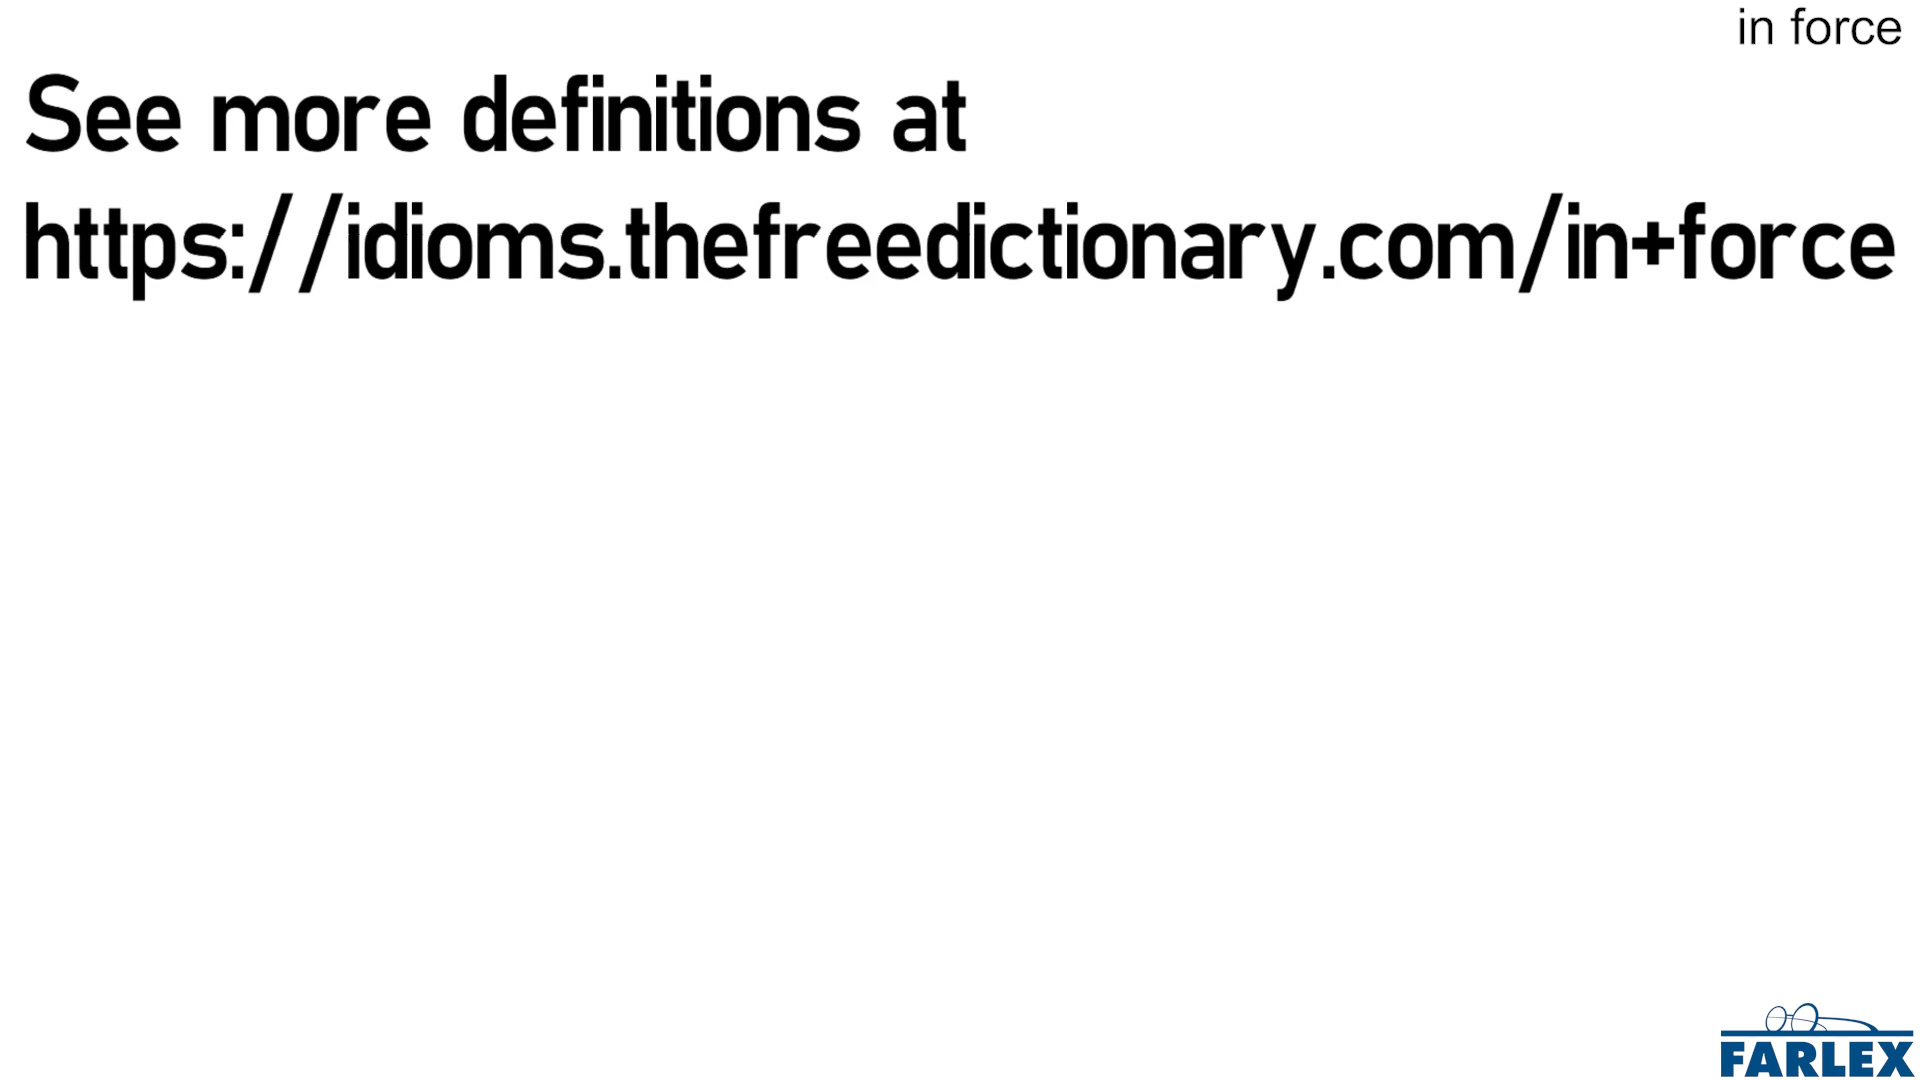 in force
See more definitions at
https://idioms.thefreedictionary.com/in+force
FARLEX